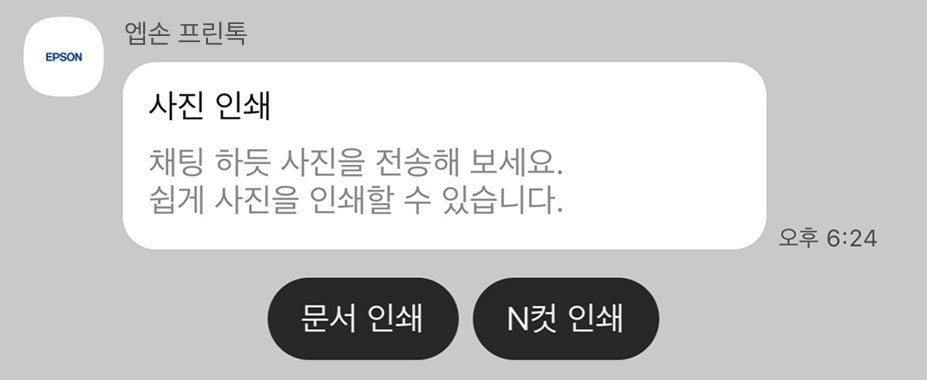 엡손 프린톡
EPSON
사진 인쇄
채팅 하듯 사진을 전송해 보세요.
쉽게 사진을 인쇄할 수 있습니다.
오후 6:24
문서 인쇄
N컷 인쇄